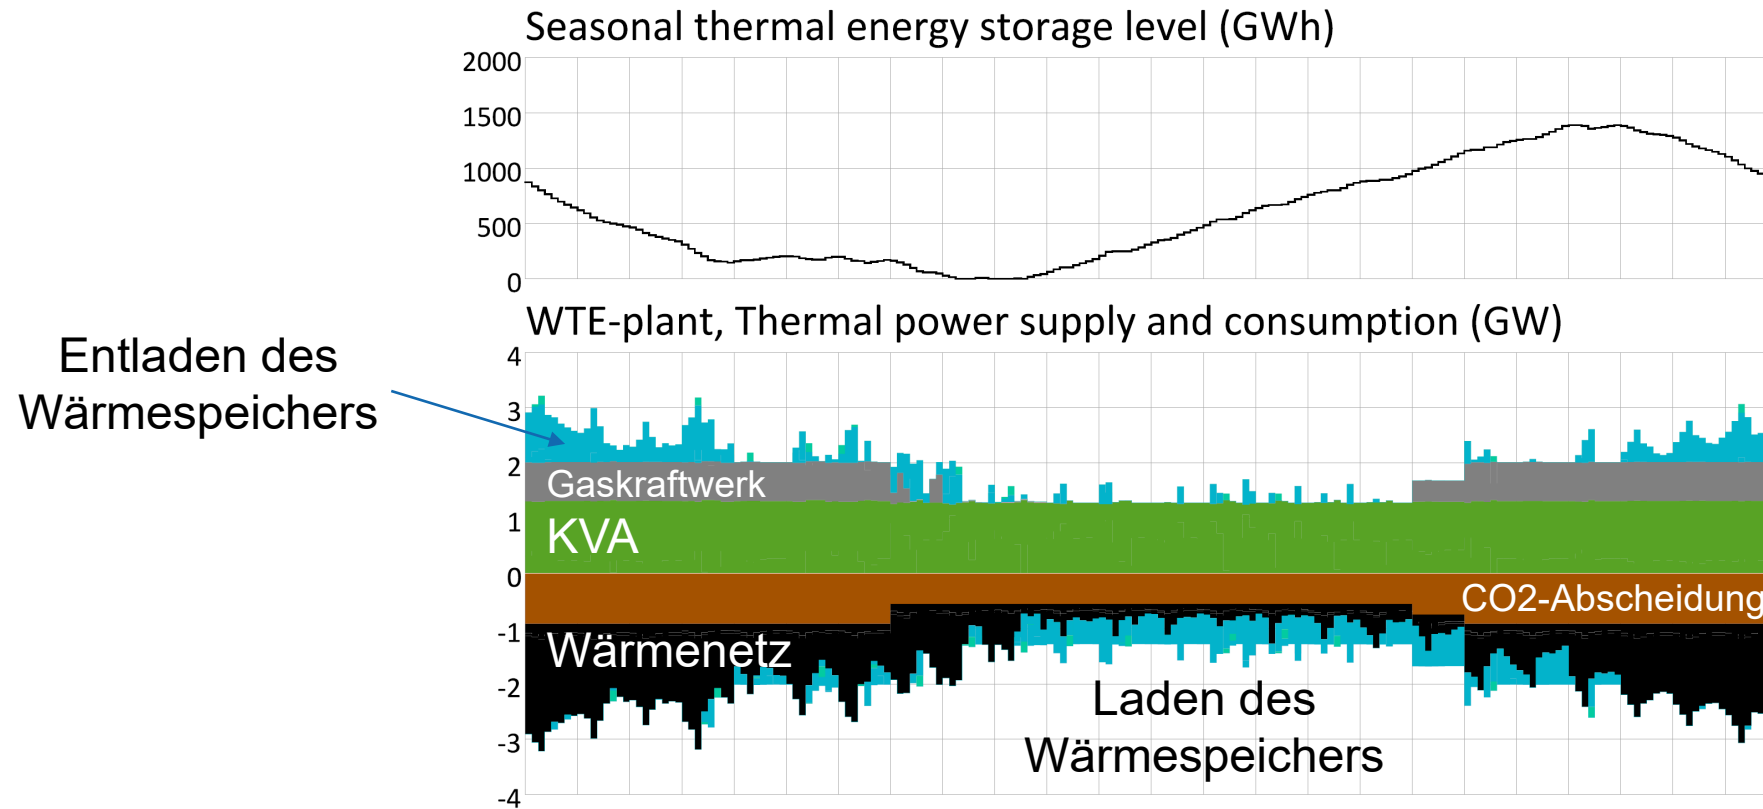 Seasonal thermal energy storage level (GWh)
2000
1500
1000
500
0
WTE-plant, Thermal power supply and consumption (GW)
Entladen des
Wärmespeichers
4
3
2
Gaskraftwerk
1
KVA
0
CO2-Abscheidung
-1
Wärmenetz
-2
Laden des
Wärmespeichers
-3
-4